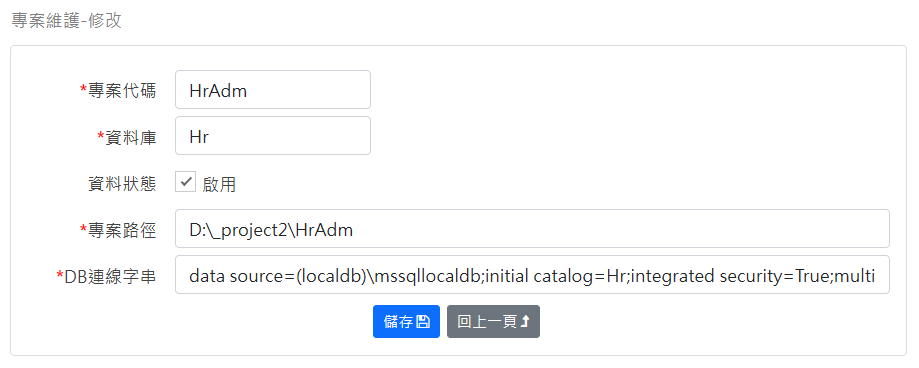 專案維護-修改
*專案代碼 HrAdm
*資料庫 Hr
資料狀態 啟用
*專案路徑 D:\_project2\HrAdm
*DB連線字串 data source=(localdb)\mssqllocaldb;initial catalog=Hr;integrated security=True;multi
儲存 回上一頁